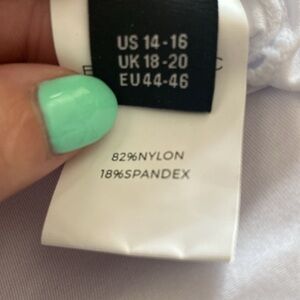 US 14-16
UK 18-20
EU 44-46
82%NYLON
18%SPANDEX